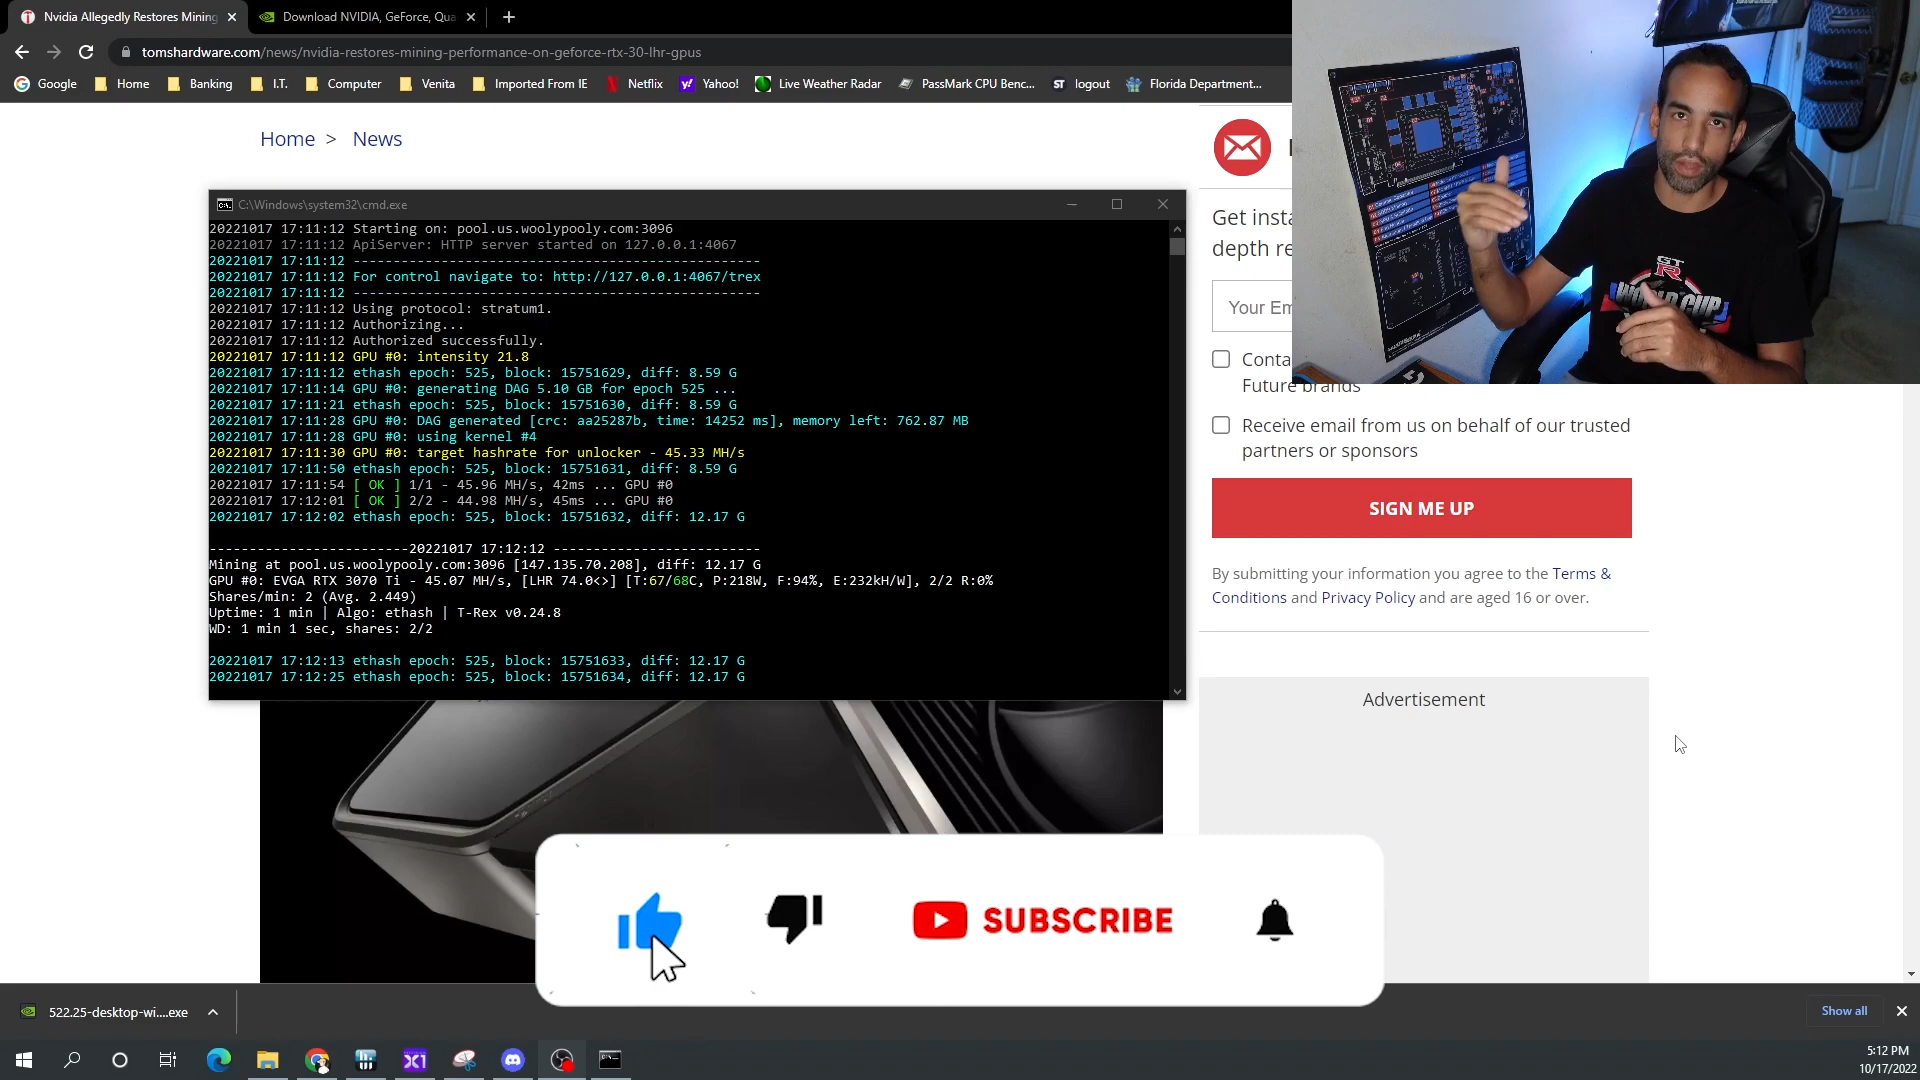 Nvidia Allegedly Restores Mining
Download NVIDIA, GeForce, Qua
tomshardware.com/news/nvidia-restores-mining-performance-on-geforce-rtx-30-lhr-gpus
Google
Home
Banking
I.T.
Computer
Venita
Imported From IE
Netflix
Yahoo!
Live Weather Radar
PassMark CPU Benc...
ST logout
Florida Department...
Home > News
C:\Windows\system32\cmd.exe
20221017 17:11:12 Starting on: pool.us.woolypooly.com:3096
20221017 17:11:12 ApiServer: HTTP server started on 127.0.0.1:4067
20221017 17:11:12 ---------------------------------------------------
20221017 17:11:12 For control navigate to: http://127.0.0.1:4067/trex
20221017 17:11:12 ---------------------------------------------------
20221017 17:11:12 Using protocol: stratum1.
20221017 17:11:12 Authorizing...
20221017 17:11:12 Authorized successfully.
20221017 17:11:12 GPU #0: intensity 21.8
20221017 17:11:12 ethash epoch: 525, block: 15751629, diff: 8.59 G
20221017 17:11:14 GPU #0: generating DAG 5.10 GB for epoch 525 ...
20221017 17:11:21 ethash epoch: 525, block: 15751630, diff: 8.59 G
20221017 17:11:28 GPU #0: DAG generated [crc: aa25287b, time: 14252 ms], memory left: 762.87 MB
20221017 17:11:28 GPU #0: using kernel #4
20221017 17:11:30 GPU #0: target hashrate for unlocker - 45.33 MH/s
20221017 17:11:50 ethash epoch: 525, block: 15751631, diff: 8.59 G
20221017 17:11:54 [ OK ] 1/1 - 45.96 MH/s, 42ms ... GPU #0
20221017 17:12:01 [ OK ] 2/2 - 44.98 MH/s, 45ms ... GPU #0
20221017 17:12:02 ethash epoch: 525, block: 15751632, diff: 12.17 G
-------------------------20221017 17:12:12 --------------------------
Mining at pool.us.woolypooly.com:3096 [147.135.70.208], diff: 12.17 G
GPU #0: EVGA RTX 3070 Ti - 45.07 MH/s, [LHR 74.0<>] [T:67/68C, P:218W, F:94%, E:232kH/W], 2/2 R:0%
Shares/min: 2 (Avg. 2.449)
Uptime: 1 min | Algo: ethash | T-Rex v0.24.8
WD: 1 min 1 sec, shares: 2/2
20221017 17:12:13 ethash epoch: 525, block: 15751633, diff: 12.17 G
20221017 17:12:25 ethash epoch: 525, block: 15751634, diff: 12.17 G
Get insta
depth re
Your Em
Conta
Future brands
Receive email from us on behalf of our trusted
partners or sponsors
SIGN ME UP
By submitting your information you agree to the Terms &
Conditions and Privacy Policy and are aged 16 or over.
Advertisement
GT
R
WORLD CUP
SUBSCRIBE
522.25-desktop-wi....exe
Show all
X1
5:12 PM
10/17/2022